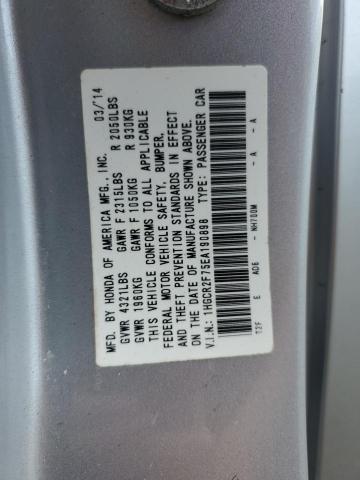 MFD. BY HONDA OF AMERICA MFG., INC. 03/'14
GVWR 4321LBS GAWR F 2315LBS R 2050LBS
GVWR 1960KG GAWR F 1050KG R 930KG
THIS VEHICLE CONFORMS TO ALL APPLICABLE
FEDERAL MOTOR VEHICLE SAFETY, BUMPER,
AND THEFT PREVENTION STANDARDS IN EFFECT
ON THE DATE OF MANUFACTURE SHOWN ABOVE.
V.I.N.: 1HGCR2F75EA190898 TYPE: PASSENGER CAR
T2F E AD6 - NH700M - A - A